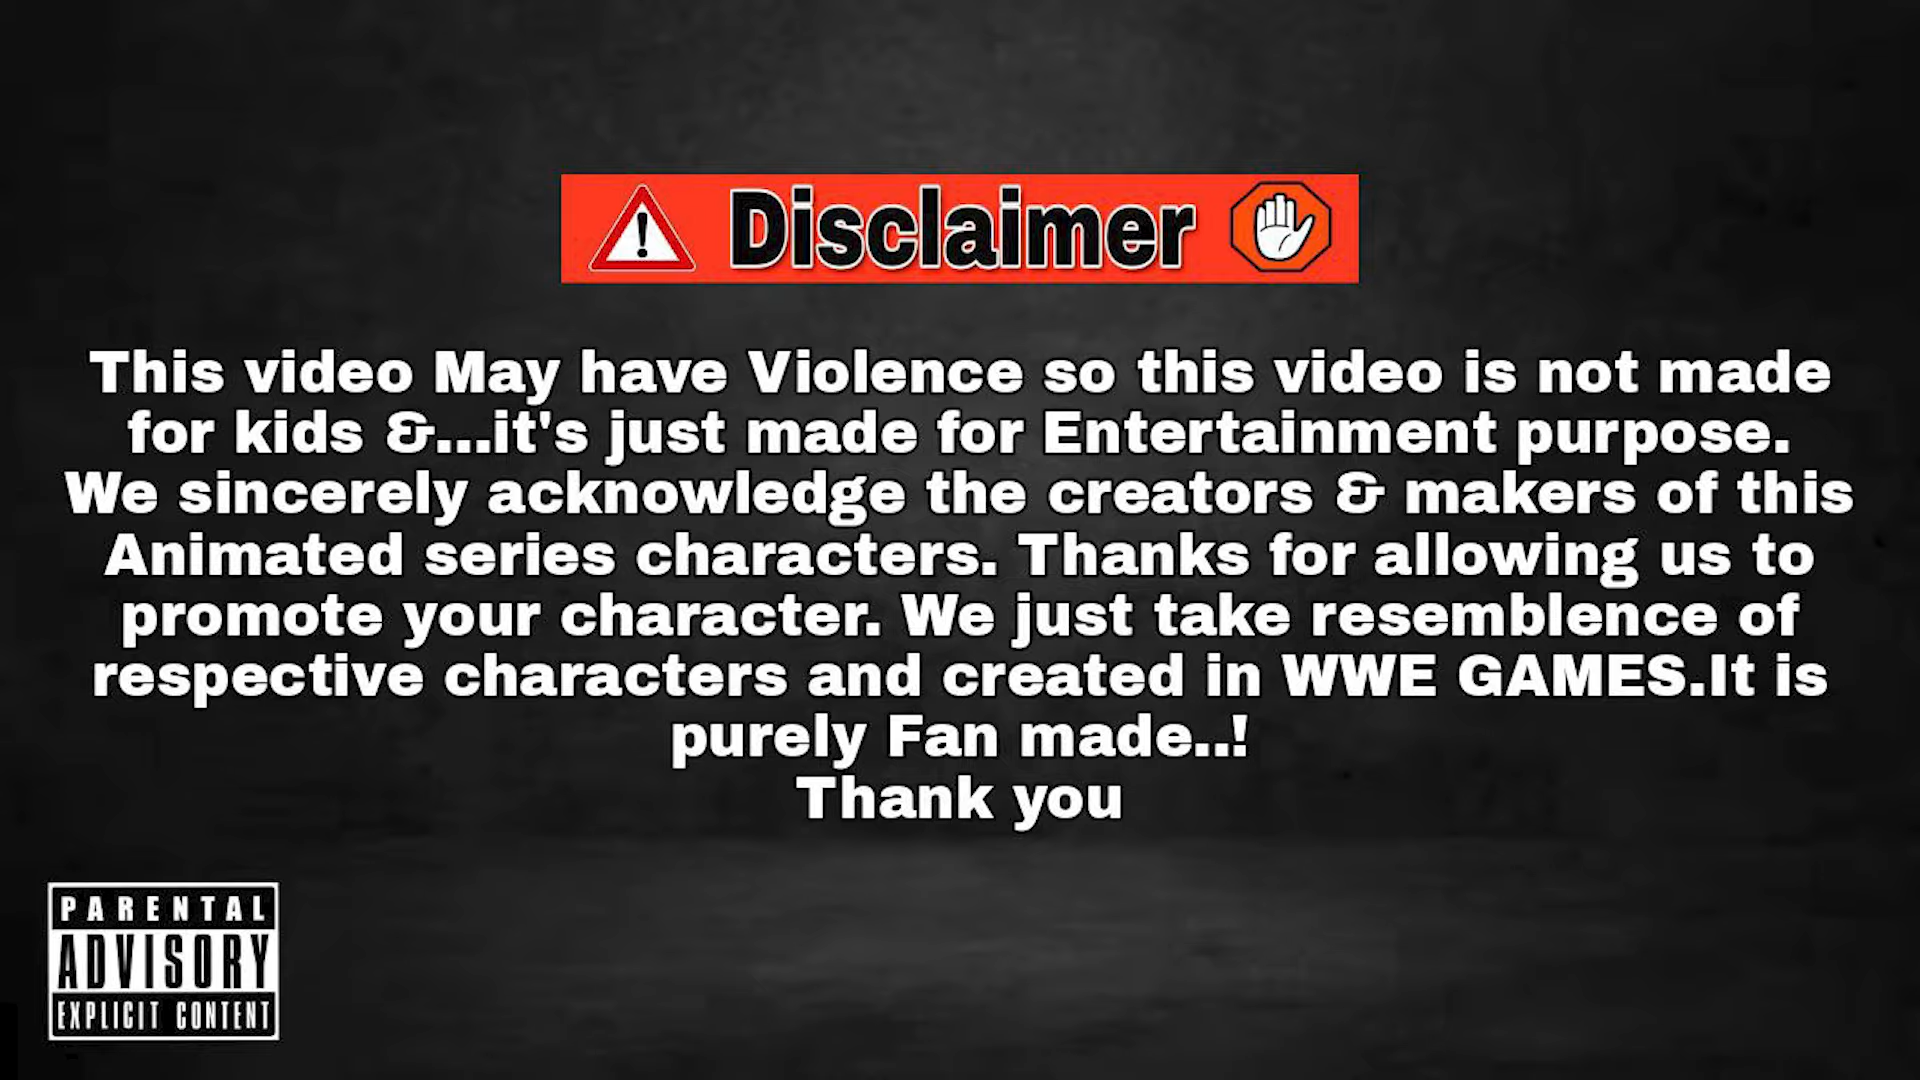 Disclaimer
This video May have Violence so this video is not made
for kids &...it's just made for Entertainment purpose.
We sincerely acknowledge the creators & makers of this
Animated series characters. Thanks for allowing us to
promote your character. We just take resemblence of
respective characters and created in WWE GAMES.It is
purely Fan made..!
Thank you
PARENTAL
ADVISORY
EXPLICIT CONTENT